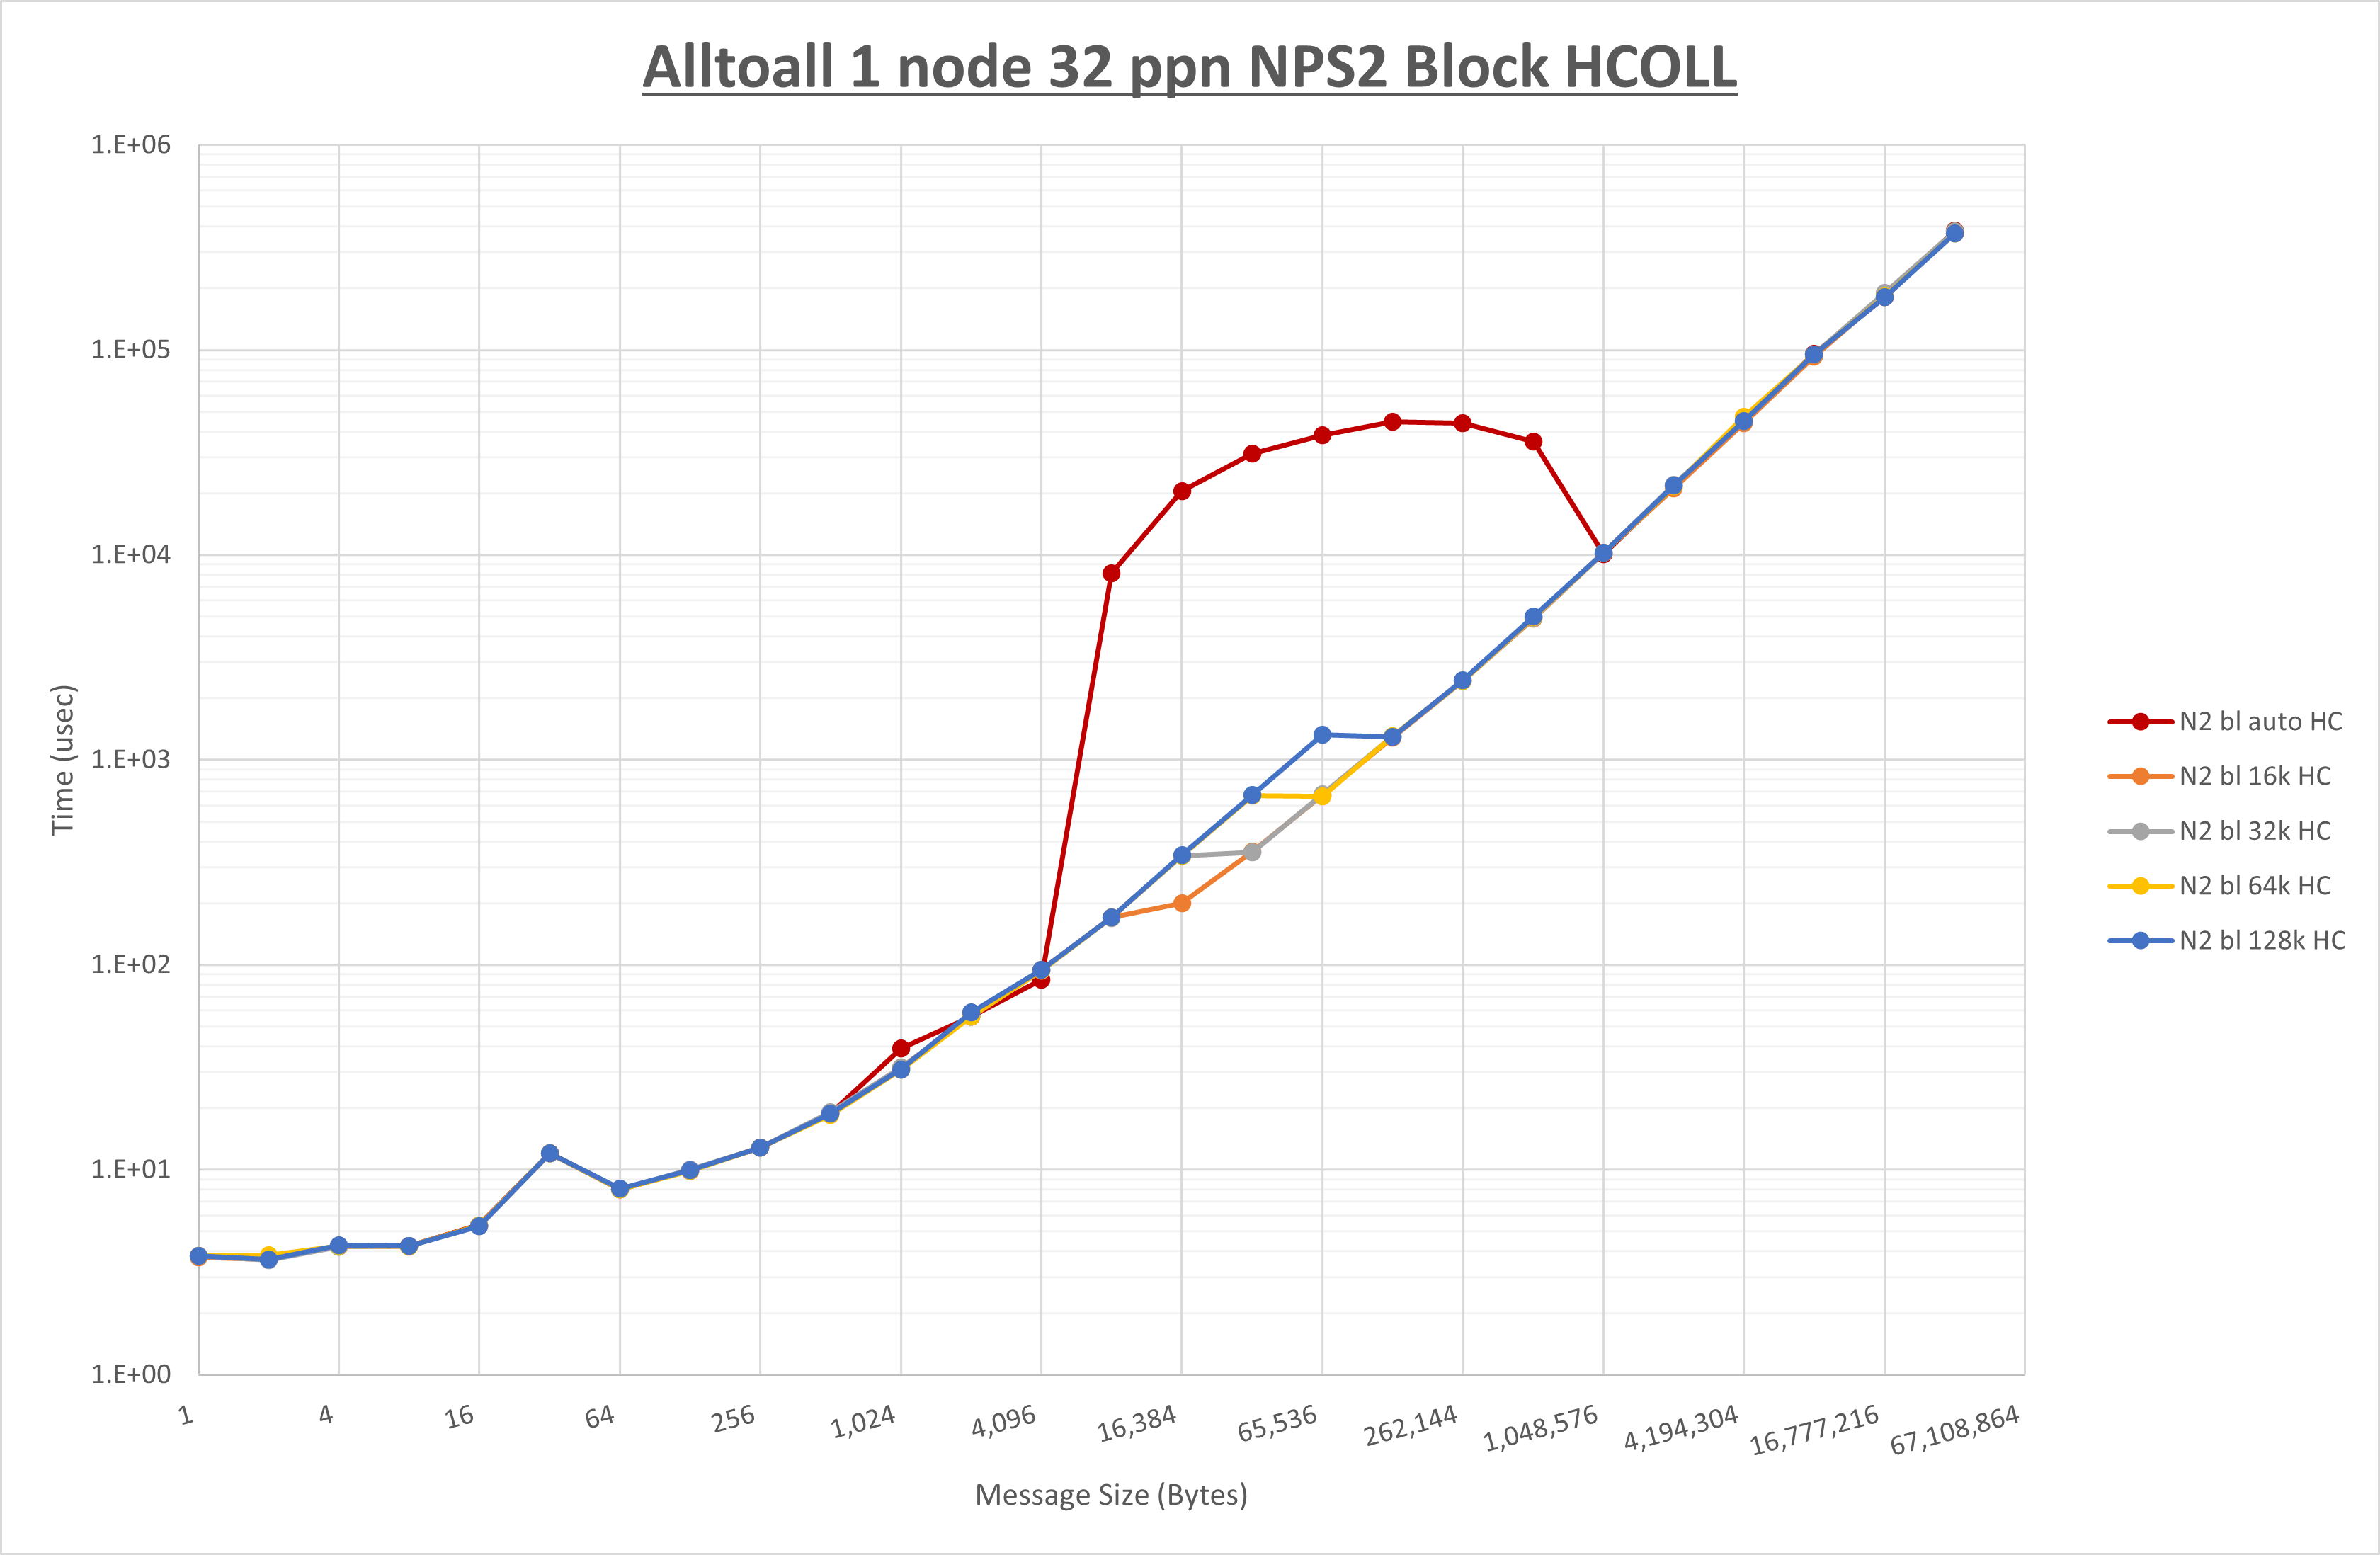 Alltoall 1 node 32 ppn NPS2 Block HCOLL
1.E+06
1.E+05
1.E+04
1.E+03
1.E+02
1.E+01
1.E+00
Time (usec)
1
4
16
64
256
1,024
4,096
16,384
65,536
262,144
1,048,576
4,194,304
16,777,216
67,108,864
Message Size (Bytes)
N2 bl auto HC
N2 bl 16k HC
N2 bl 32k HC
N2 bl 64k HC
N2 bl 128k HC